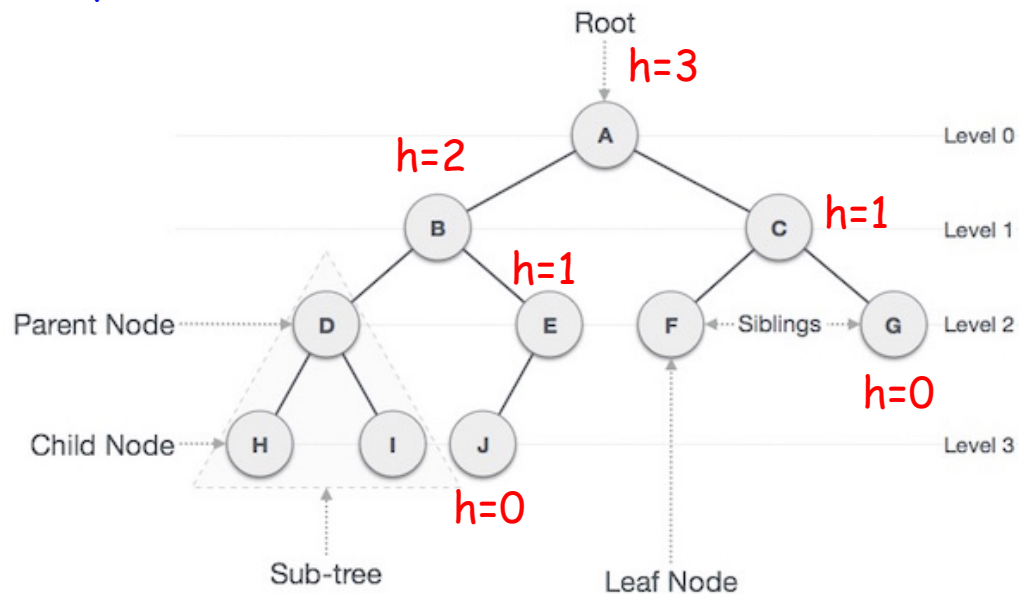 Root
h=3
A
Level 0
h=2
B
C
h=1
Level 1
h=1
Parent Node
D
E
F
Siblings
G
Level 2
h=0
Child Node
H
I
J
Level 3
h=0
Sub-tree
Leaf Node